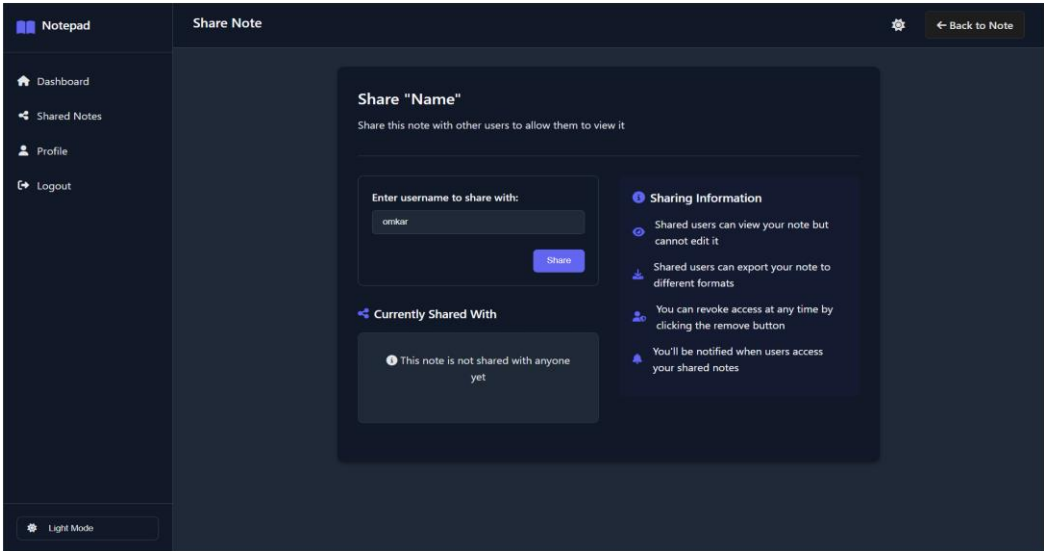 Notepad
Share Note
← Back to Note
Dashboard
Shared Notes
Profile
Logout
Light Mode
Share "Name"
Share this note with other users to allow them to view it
Enter username to share with:
omkar
Share
Currently Shared With
This note is not shared with anyone
yet
Sharing Information
Shared users can view your note but
cannot edit it
Shared users can export your note to
different formats
You can revoke access at any time by
clicking the remove button
You'll be notified when users access
your shared notes